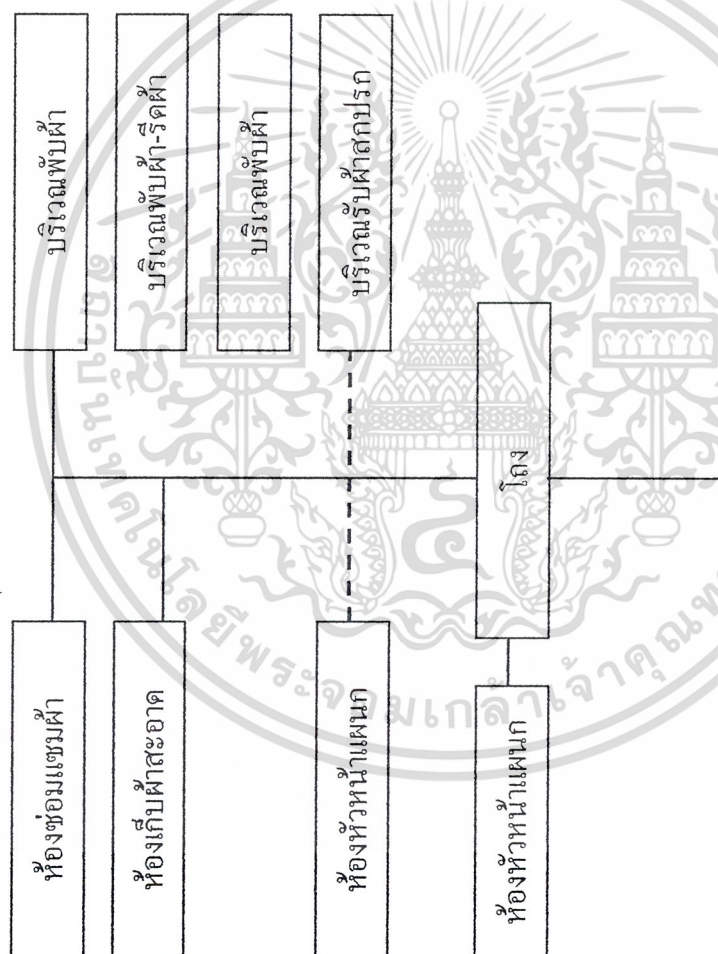 บริเวณพับผ้า
บริเวณพับผ้า-รีดผ้า
บริเวณพับผ้า
บริเวณรับผ้าสกปรก
โถง
ห้องซ่อมแซมผ้า
ห้องเก็บผ้าสะอาด
ห้องหัวหน้าแผนก
ห้องหัวหน้าแผนก